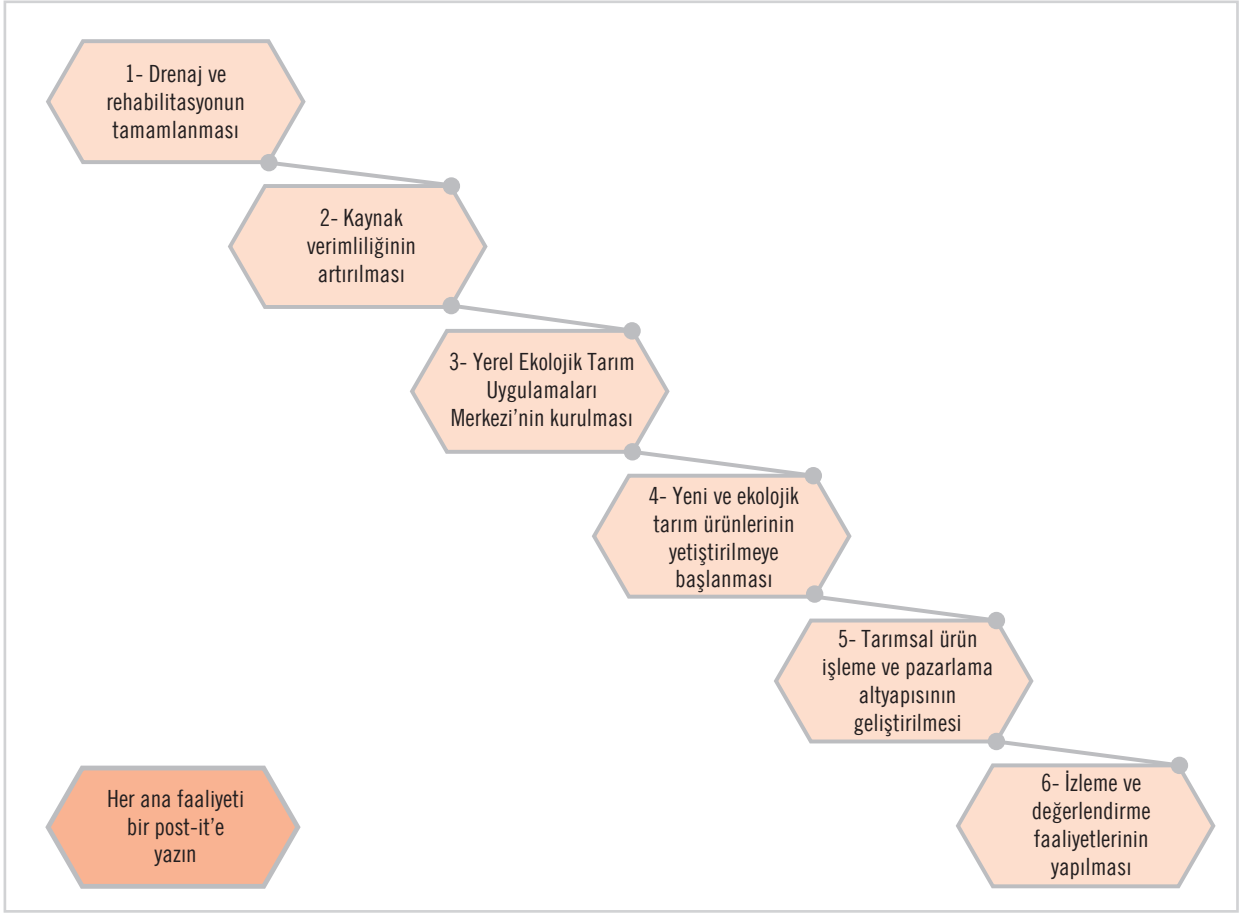 1- Drenaj ve
rehabilitasyonun
tamamlanması
2- Kaynak
verimliliğinin
artırılması
3- Yerel Ekolojik Tarım
Uygulamaları
Merkezi’nin kurulması
4- Yeni ve ekolojik
tarım ürünlerinin
yetiştirilmeye
başlanması
5- Tarımsal ürün
işleme ve pazarlama
altyapısının
geliştirilmesi
6- İzleme ve
değerlendirme
faaliyetlerinin
yapılması
Her ana faaliyeti
bir post-it’e
yazın